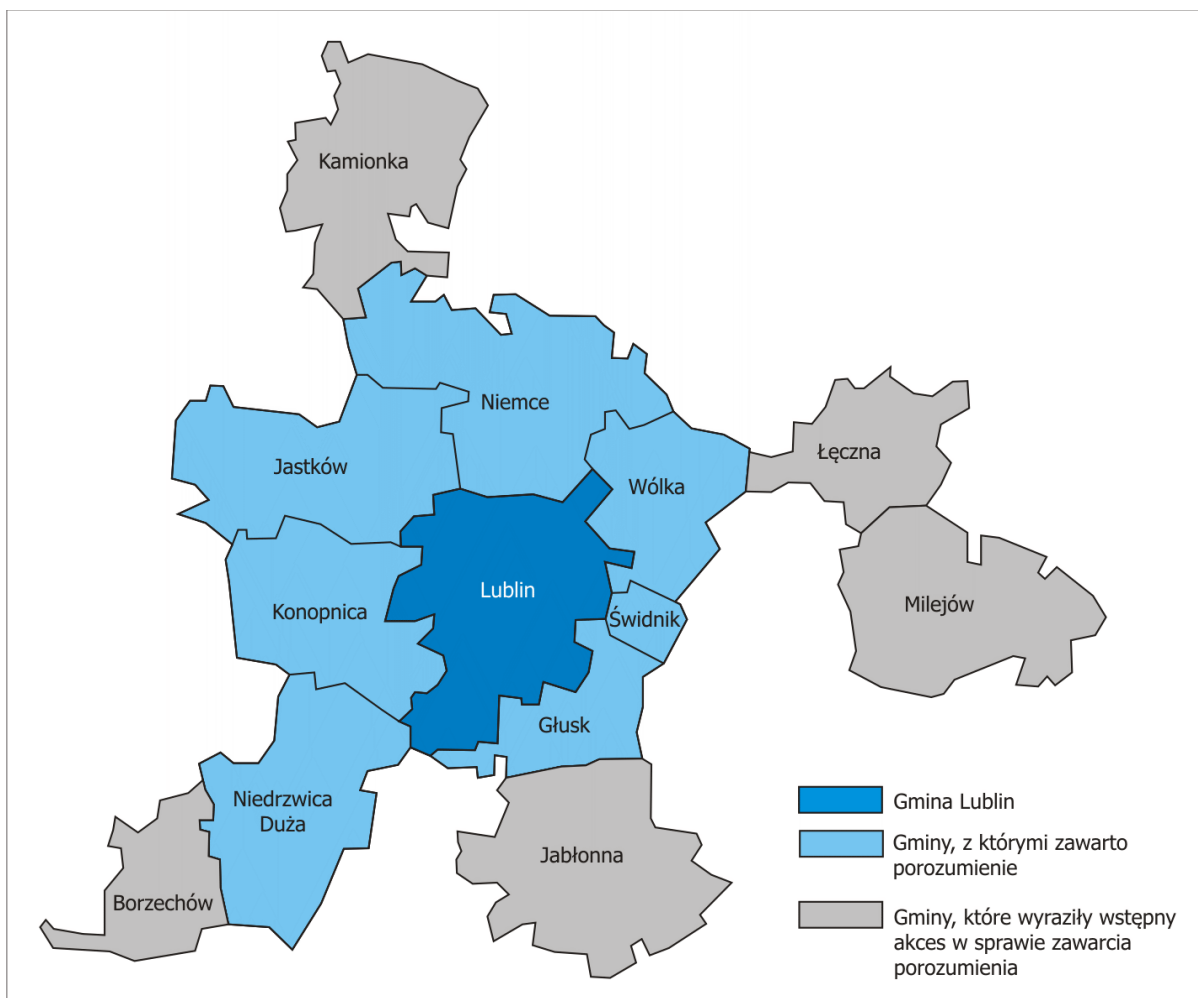 Kamionka
Niemce
Łęczna
Jastków
Wólka
Lublin
Milejów
Konopnica
Świdnik
Głusk
Niedrzwica
Duża
Jabłonna
Borzechów
Gmina Lublin
Gminy, z którymi zawarto
porozumienie
Gminy, które wyraziły wstępny
akces w sprawie zawarcia
porozumienia